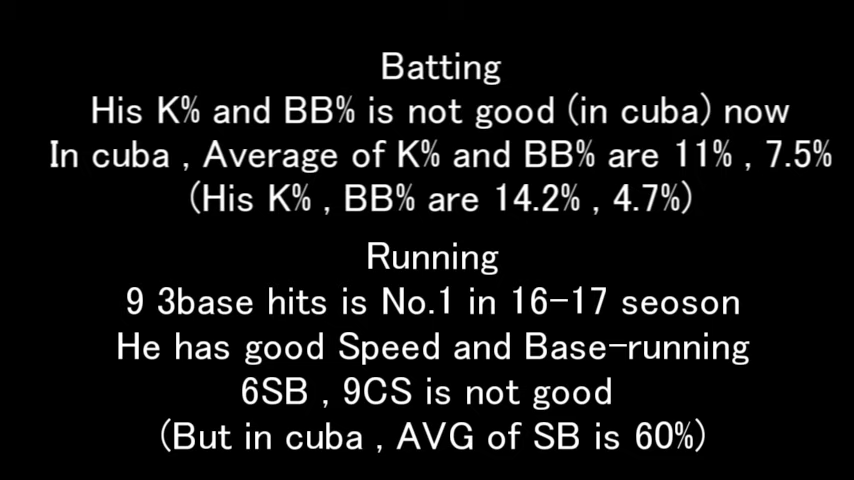 Batting
His K% and BB% is not good (in cuba) now
In cuba , Average of K% and BB% are 11% , 7.5%
(His K% , BB% are 14.2% , 4.7%)
Running
9 3base hits is No.1 in 16-17 seoson
He has good Speed and Base-running
6SB , 9CS is not good
(But in cuba , AVG of SB is 60%)